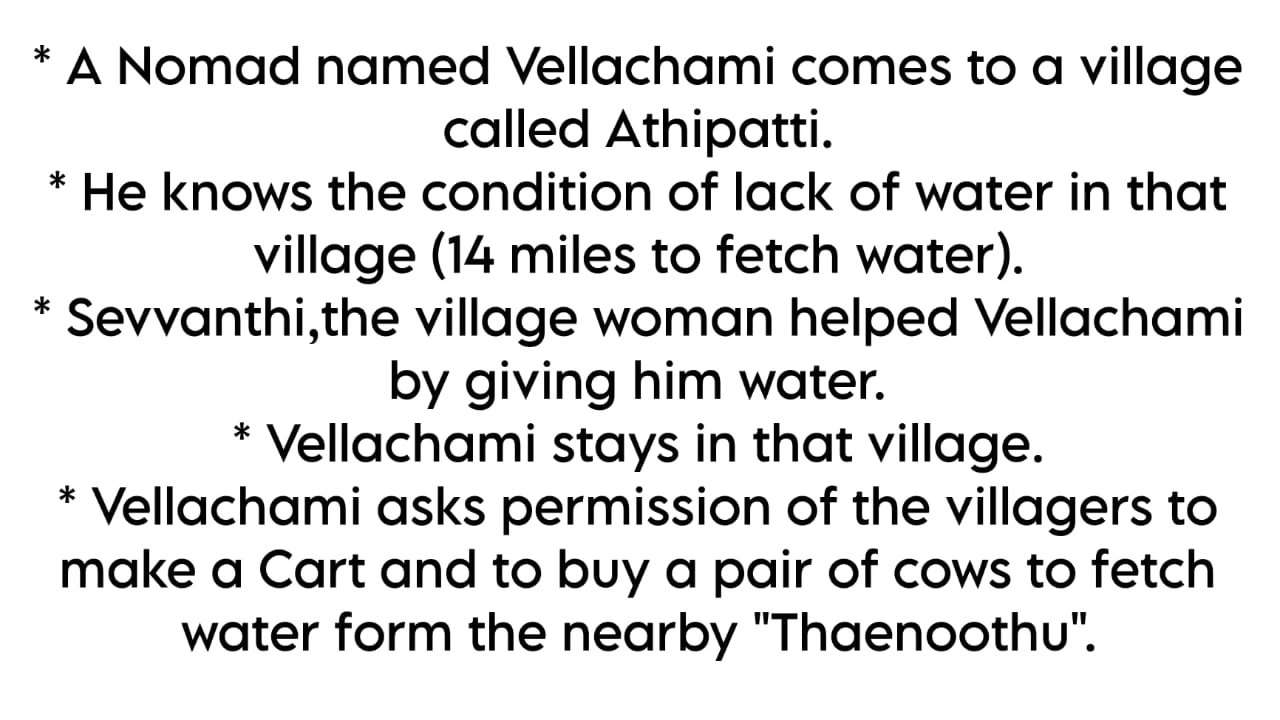 * A Nomad named Vellachami comes to a village
called Athipatti.
* He knows the condition of lack of water in that
village (14 miles to fetch water).
* Sevvanthi,the village woman helped Vellachami
by giving him water.
* Vellachami stays in that village.
* Vellachami asks permission of the villagers to
make a Cart and to buy a pair of cows to fetch
water form the nearby "Thaenoothu".